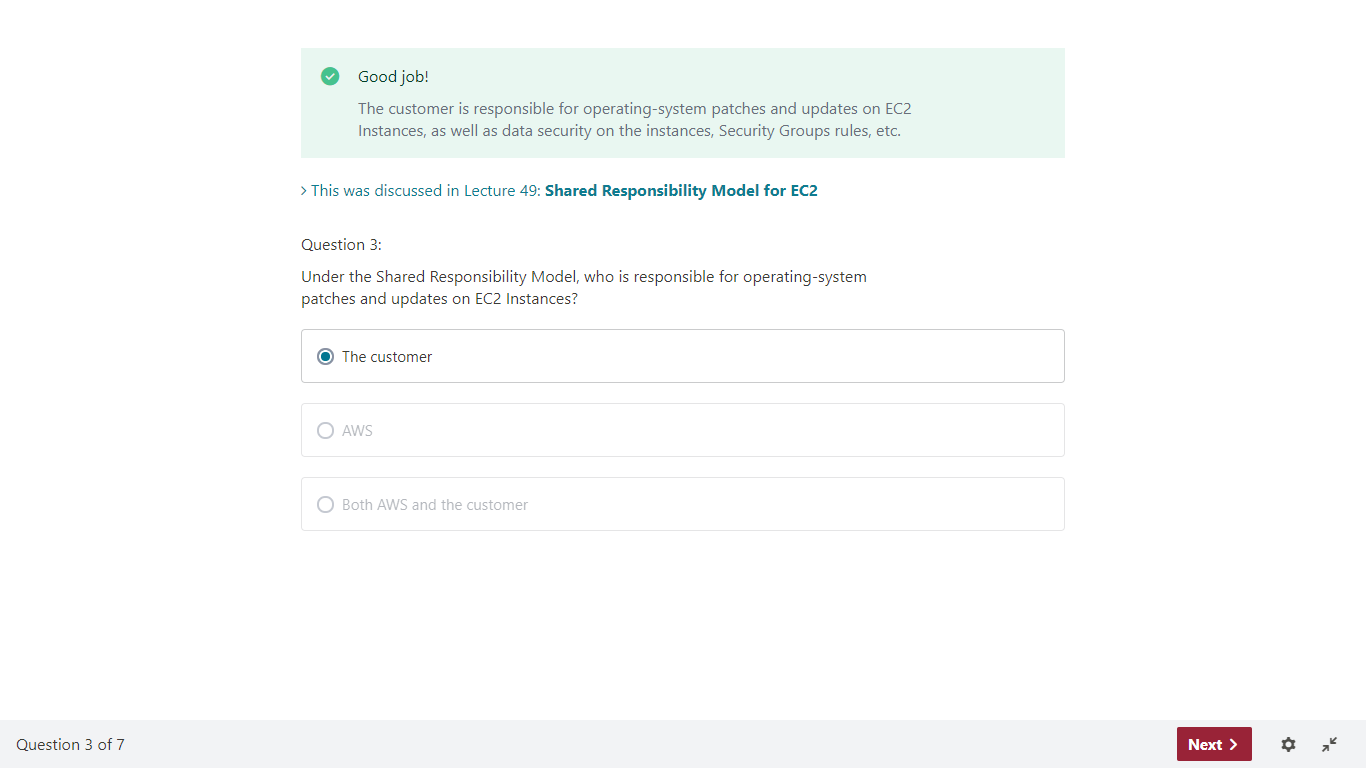 Good job!
The customer is responsible for operating-system patches and updates on EC2
Instances, as well as data security on the instances, Security Groups rules, etc.
This was discussed in Lecture 49: Shared Responsibility Model for EC2
Question 3:
Under the Shared Responsibility Model, who is responsible for operating-system
patches and updates on EC2 Instances?
The customer
AWS
Both AWS and the customer
Question 3 of 7
Next